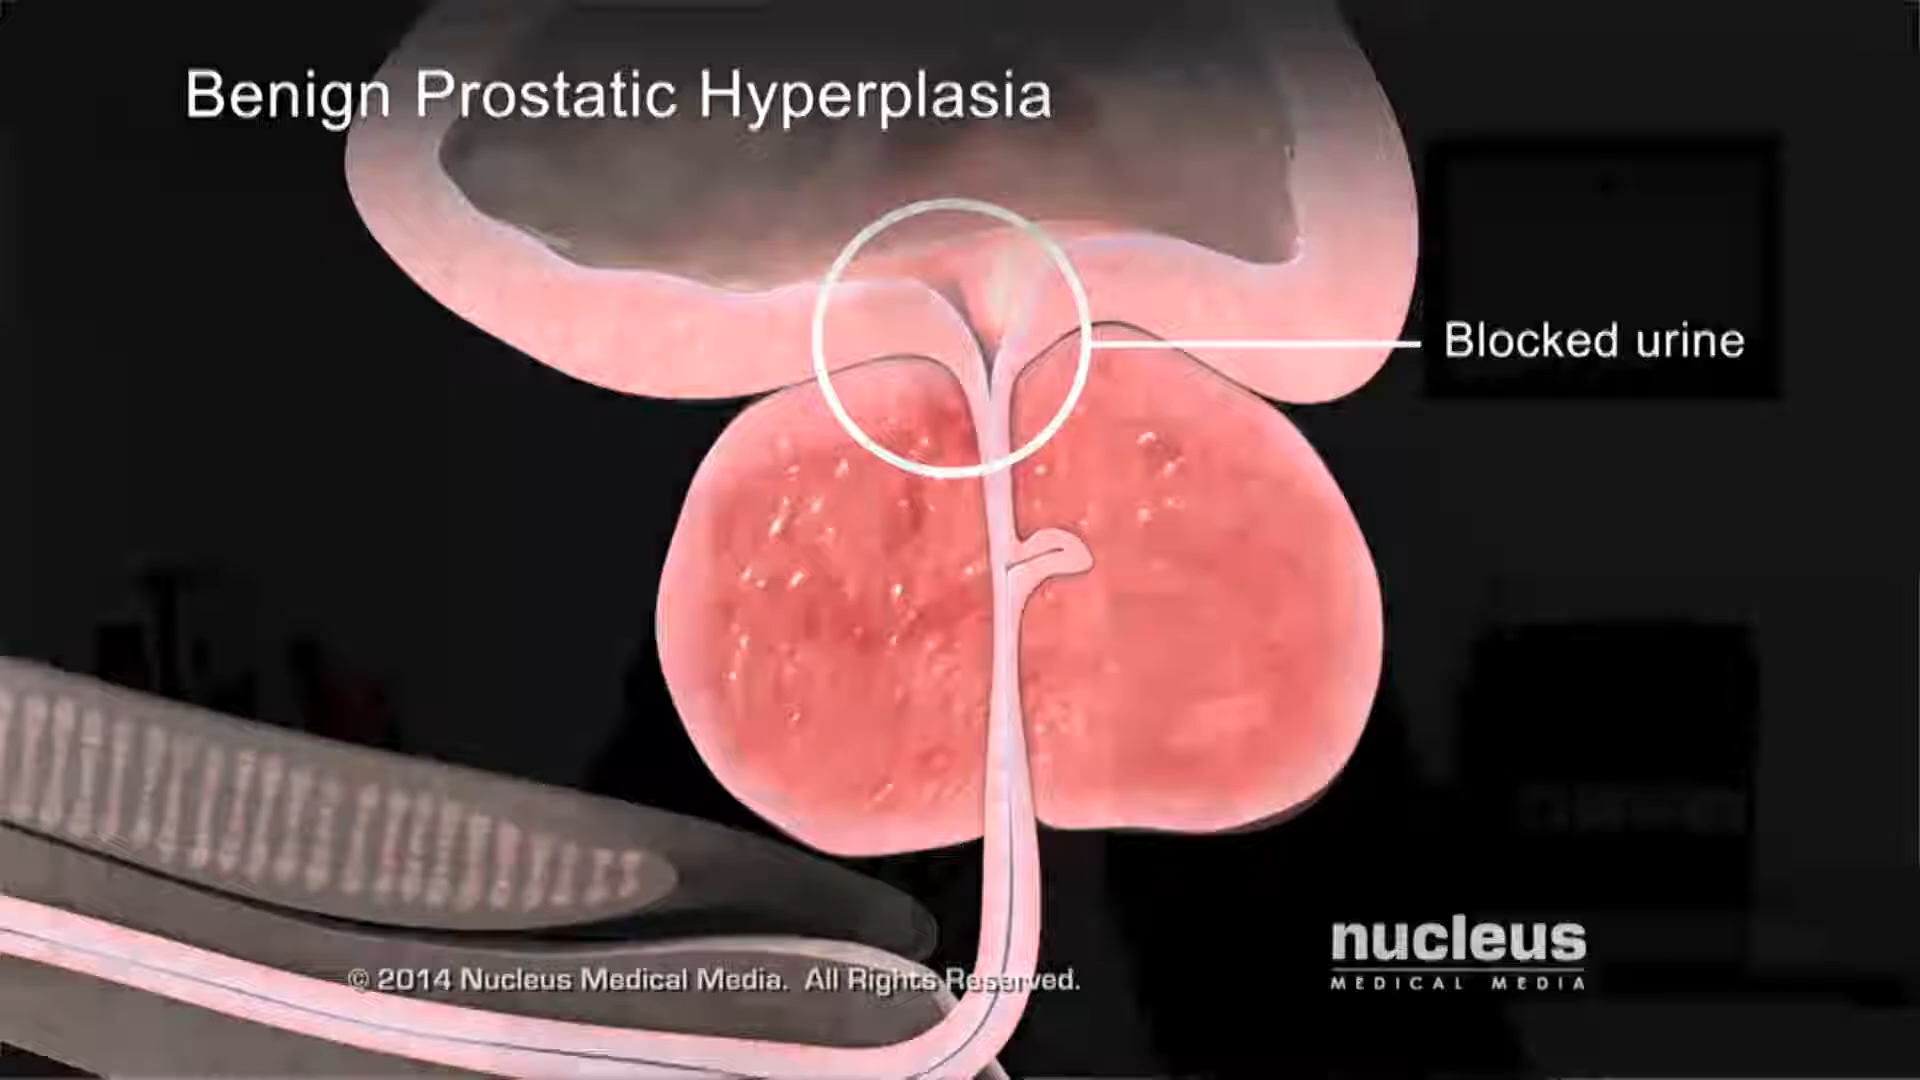 Benign Prostatic Hyperplasia
Blocked urine
nucleus
MEDICAL MEDIA
© 2014 Nucleus Medical Media. All Rights Reserved.